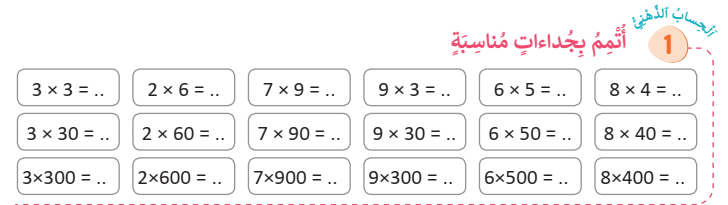 اَلْحِسابُ الذِّهْنِيُّ
1 أُتْمِمُ بِجُداءاتٍ مُناسِبَةٍ
3 × 3 = .. 2 × 6 = .. 7 × 9 = .. 9 × 3 = .. 6 × 5 = .. 8 × 4 = ..
3 × 30 = .. 2 × 60 = .. 7 × 90 = .. 9 × 30 = .. 6 × 50 = .. 8 × 40 = ..
3×300 = .. 2×600 = .. 7×900 = .. 9×300 = .. 6×500 = .. 8×400 = ..